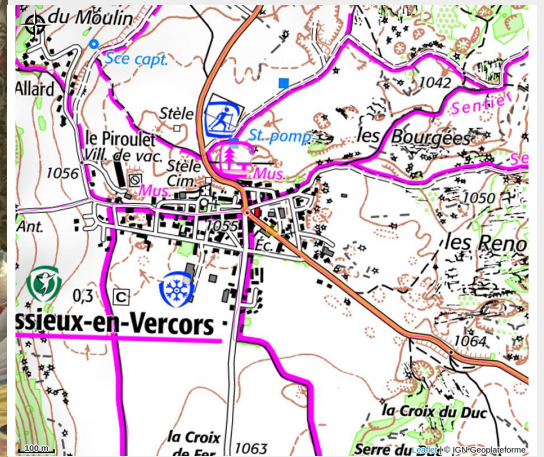 du Moulin
Sce capt.
Allard
1042
Sentier
Stèle
St. pomp.
les Bourgées
le Piroulet
Vill. de vac.
Stèle
Mus.
Se
1056
Cim.
Mus.
1050
Ant.
1055
Éc.
les Reno
0,3
C
ssieux-en-Vercors
1064
la Croix du Duc
la Croix
de Fer
1063
Serre du
100 m
Leaflet | © IGN-Geoplateforme